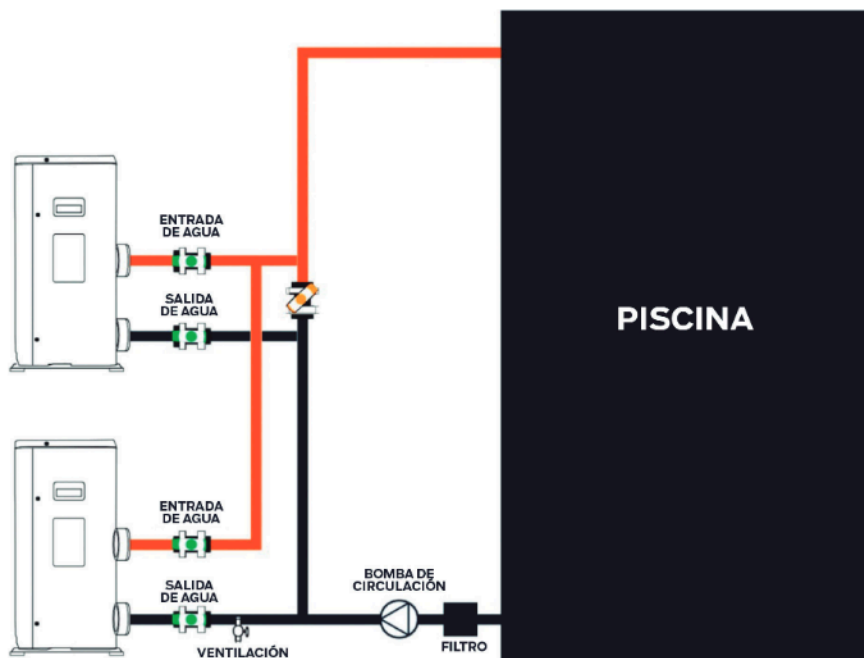 ENTRADA
DE AGUA
SALIDA
DE AGUA
PISCINA
ENTRADA
DE AGUA
SALIDA
DE AGUA
VENTILACIÓN
BOMBA DE
CIRCULACIÓN
FILTRO